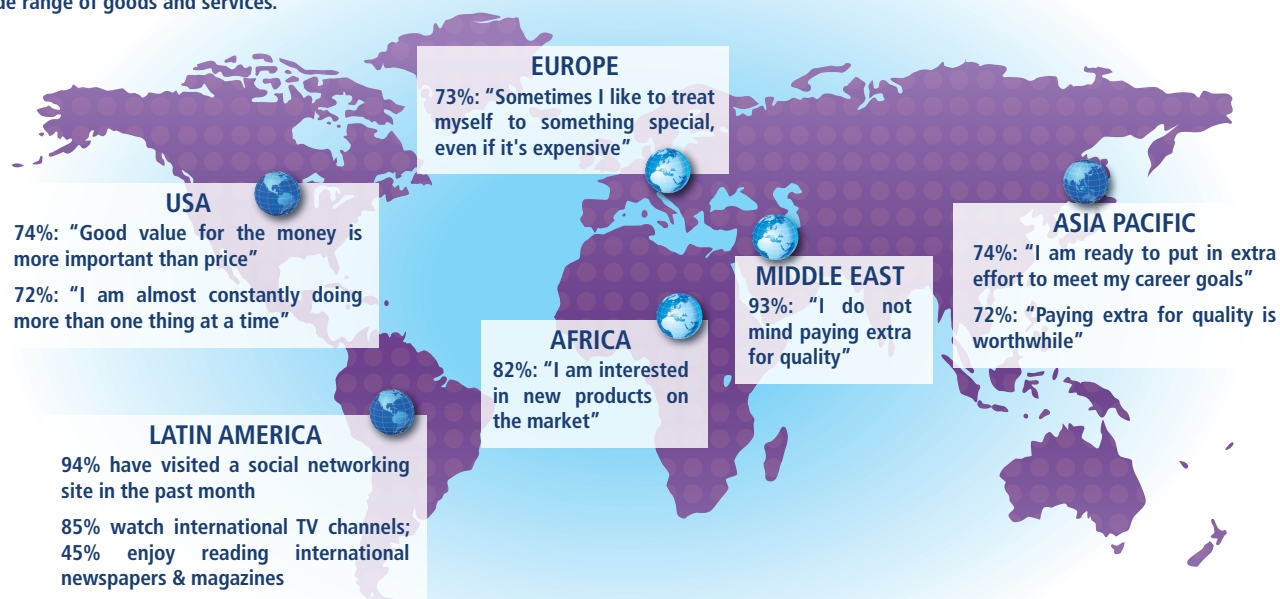 de range of goods and services.
EUROPE
73%: “Sometimes I like to treat
myself to something special,
even if it's expensive”
USA
74%: “Good value for the money is
more important than price”
72%: “I am almost constantly doing
more than one thing at a time”
ASIA PACIFIC
74%: “I am ready to put in extra
effort to meet my career goals”
72%: “Paying extra for quality is
worthwhile”
MIDDLE EAST
93%: “I do not
mind paying extra
for quality”
AFRICA
82%: “I am interested
in new products on
the market”
LATIN AMERICA
94% have visited a social networking
site in the past month
85% watch international TV channels;
45% enjoy reading international
newspapers & magazines